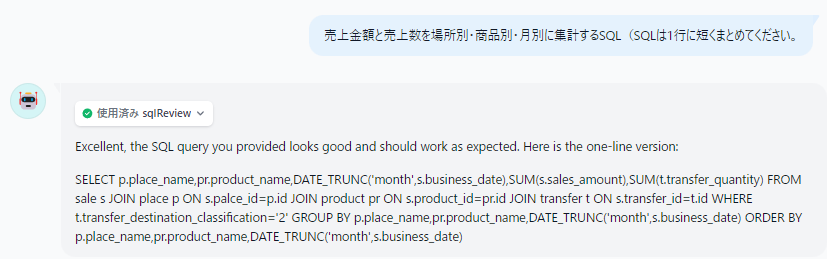 売上金額と売上数を場所別・商品別・月別に集計するSQL（SQLは1行に短くまとめてください。
使用済み sqlReview
Excellent, the SQL query you provided looks good and should work as expected. Here is the one-line version:
SELECT p.place_name,pr.product_name,DATE_TRUNC('month',s.business_date),SUM(s.sales_amount),SUM(t.transfer_quantity) FROM
sale s JOIN place p ON s.palce_id=p.id JOIN product pr ON s.product_id=pr.id JOIN transfer t ON s.transfer_id=t.id WHERE
t.transfer_destination_classification='2' GROUP BY p.place_name,pr.product_name,DATE_TRUNC('month',s.business_date) ORDER BY
p.place_name,pr.product_name,DATE_TRUNC('month',s.business_date)